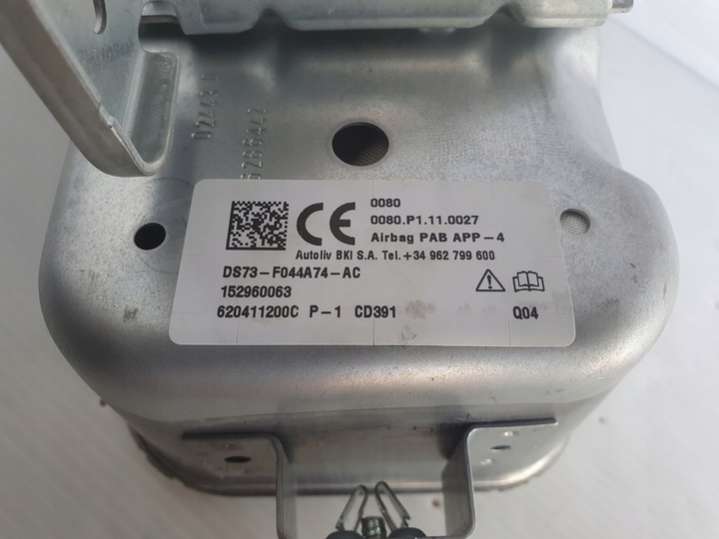 0080
0080.P1.11.0027
CE
Airbag PAB APP-4
Autoliv BKI S.A. Tel.+34 962 799 600
DS73-F044A74-AC
152960063
620411200C P-1 CD391
Q04